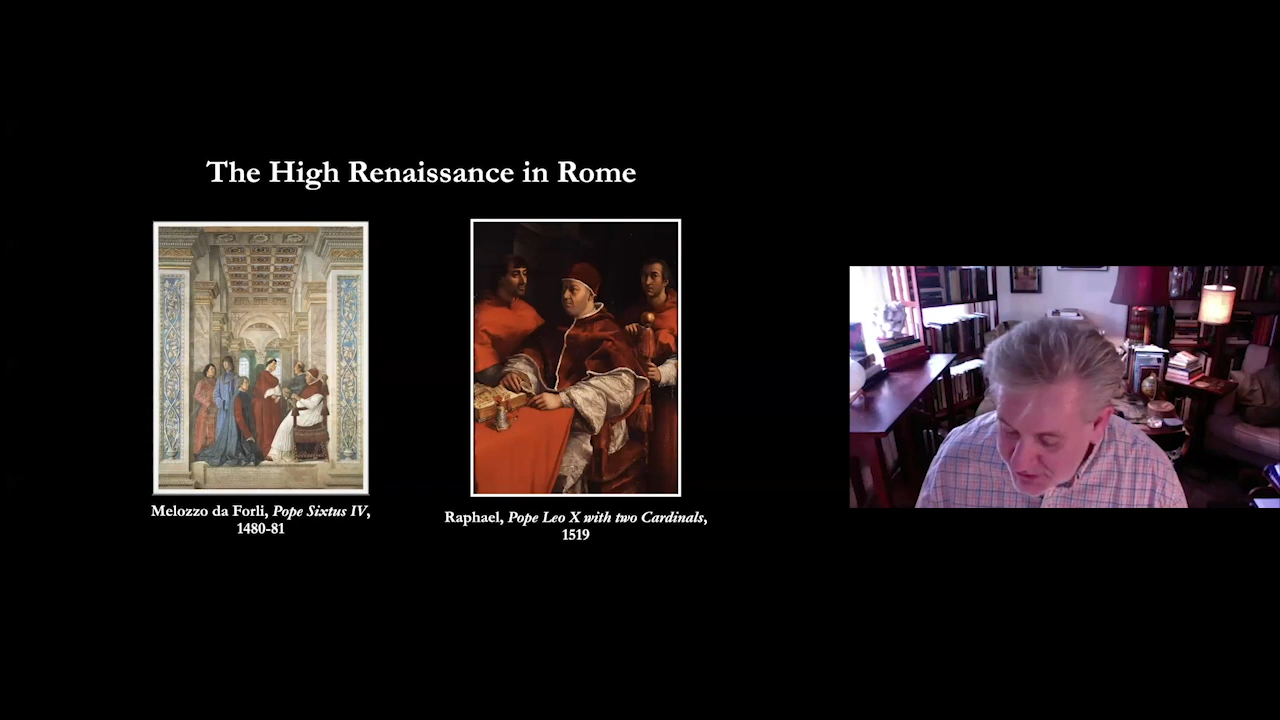 The High Renaissance in Rome
Melozzo da Forli, Pope Sixtus IV,
1480-81
Raphael, Pope Leo X with two Cardinals,
1519